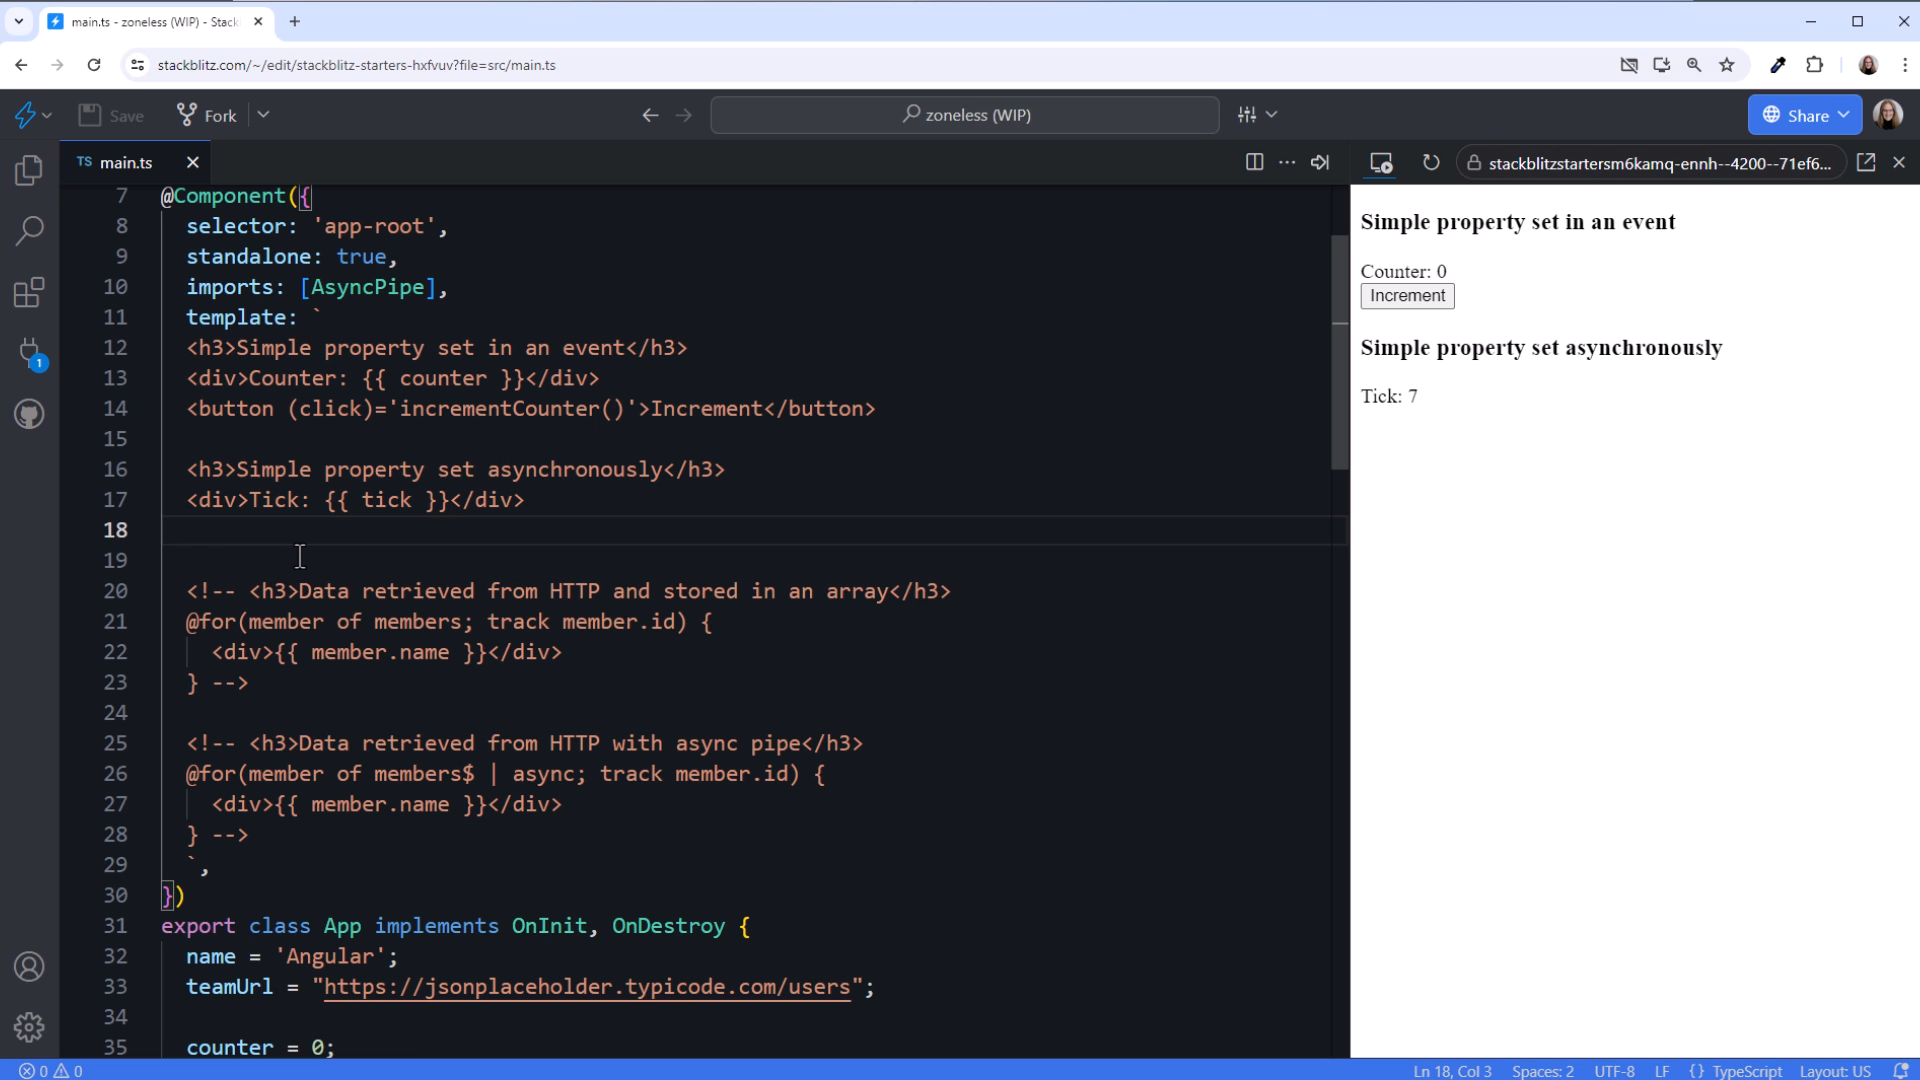 main.ts - zoneless (WIP) - Stack
stackblitz.com/~/edit/stackblitz-starters-hxfvuv?file=src/main.ts
Save
Fork
zoneless (WIP)
Share
TS main.ts
stackblitzstartersm6kamq-ennh--4200--71ef6...
7 @Component({
8 selector: 'app-root',
9 standalone: true,
10 imports: [AsyncPipe],
11 template: `
12 <h3>Simple property set in an event</h3>
13 <div>Counter: {{ counter }}</div>
14 <button (click)='incrementCounter()'>Increment</button>
15
16 <h3>Simple property set asynchronously</h3>
17 <div>Tick: {{ tick }}</div>
18
19
20 <!-- <h3>Data retrieved from HTTP and stored in an array</h3>
21 @for(member of members; track member.id) {
22 <div>{{ member.name }}</div>
23 } -->
24
25 <!-- <h3>Data retrieved from HTTP with async pipe</h3>
26 @for(member of members$ | async; track member.id) {
27 <div>{{ member.name }}</div>
28 } -->
29 `,
30 })
31 export class App implements OnInit, OnDestroy {
32 name = 'Angular';
33 teamUrl = "https://jsonplaceholder.typicode.com/users";
34
35 counter = 0;
Simple property set in an event
Counter: 0
Increment
Simple property set asynchronously
Tick: 7
1
0 0
Ln 18, Col 3
Spaces: 2
UTF-8
LF
{} TypeScript
Layout: US